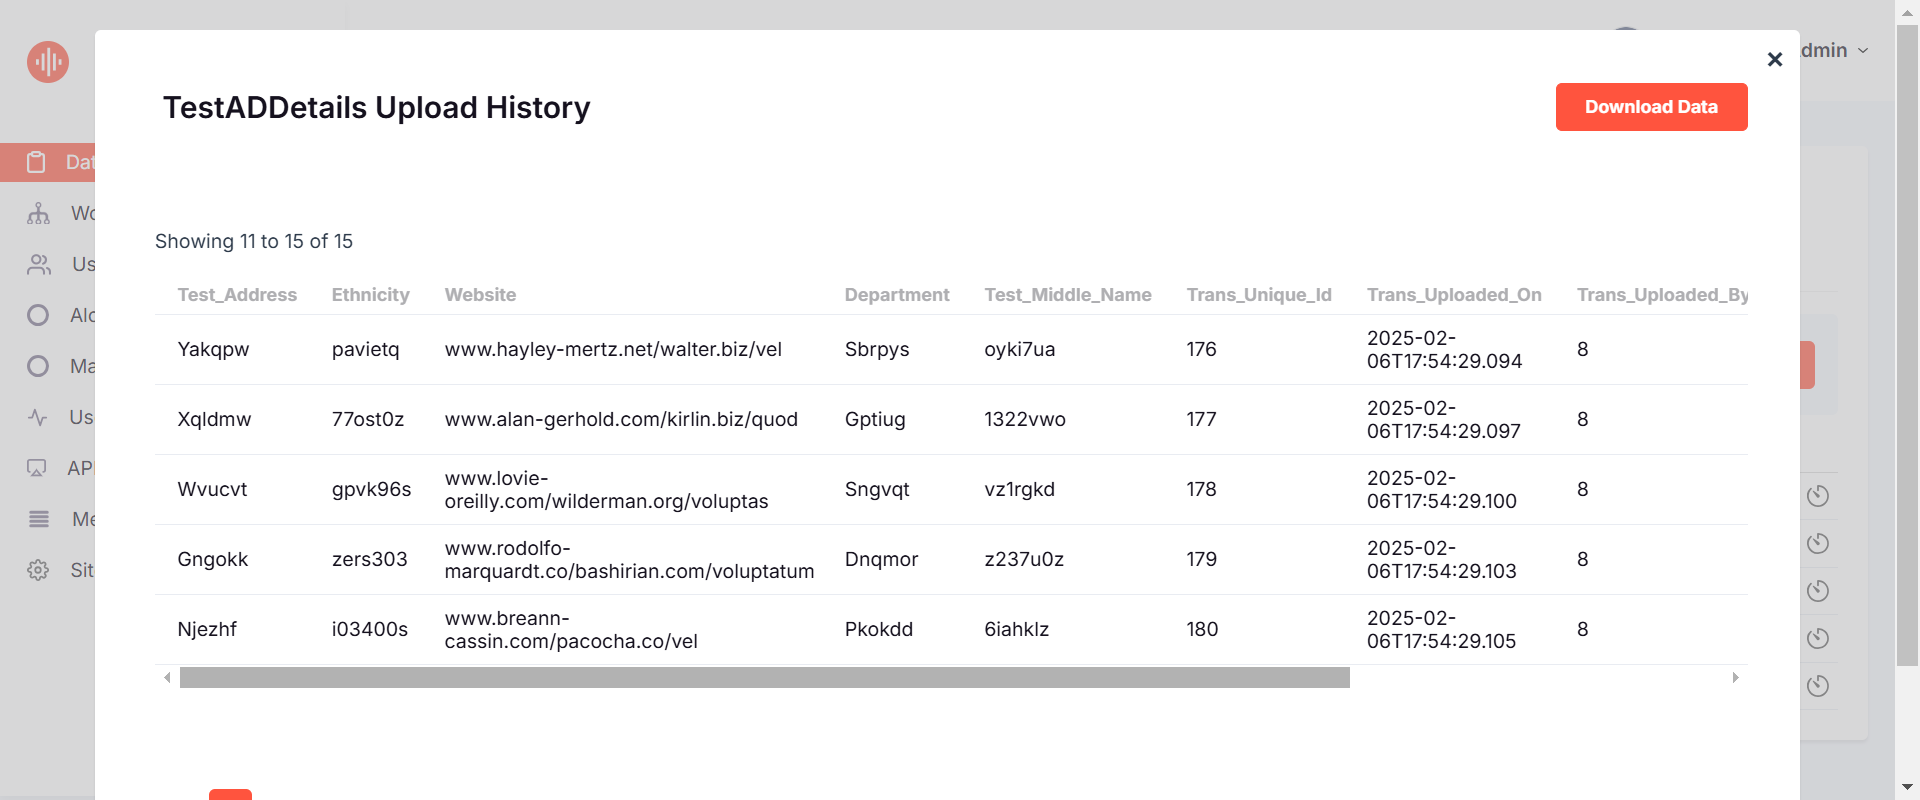 dmin
TestADDetails Upload History
Download Data
Dat
Wo
Us
Alc
Ma
Us
API
Me
Sit
Showing 11 to 15 of 15
Test_Address Ethnicity Website Department Test_Middle_Name Trans_Unique_Id Trans_Uploaded_On Trans_Uploaded_By
Yakqpw pavietq www.hayley-mertz.net/walter.biz/vel Sbrpys oyki7ua 176 2025-02-
06T17:54:29.094 8
Xqldmw 77ost0z www.alan-gerhold.com/kirlin.biz/quod Gptiug 1322vwo 177 2025-02-
06T17:54:29.097 8
Wvucvt gpvk96s www.lovie-
oreilly.com/wilderman.org/voluptas Sngvqt vz1rgkd 178 2025-02-
06T17:54:29.100 8
Gngokk zers303 www.rodolfo-
marquardt.co/bashirian.com/voluptatum Dnqmor z237u0z 179 2025-02-
06T17:54:29.103 8
Njezhf i03400s www.breann-
cassin.com/pacocha.co/vel Pkokdd 6iahklz 180 2025-02-
06T17:54:29.105 8